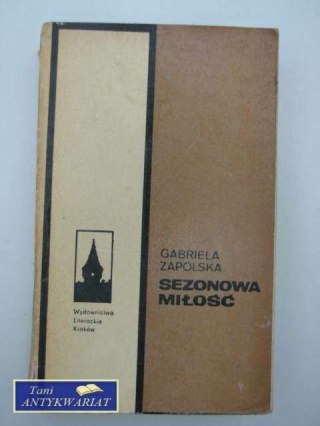 GABRIELA
ZAPOLSKA
SEZONOWA
MIŁOŚĆ
Wydawnictwo
Literackie
Kraków
Tani
ANTYKWARIAT